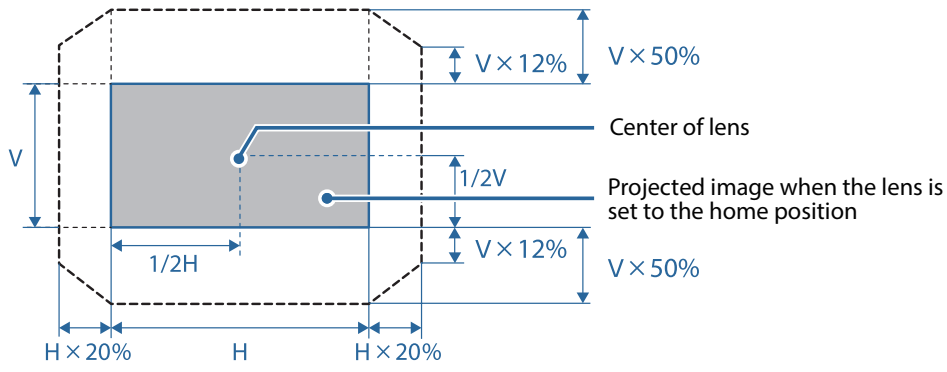 V × 12%
V × 50%
Center of lens
V
1/2V
Projected image when the lens is
set to the home position
1/2H
V × 12%
V × 50%
H × 20%
H
H × 20%